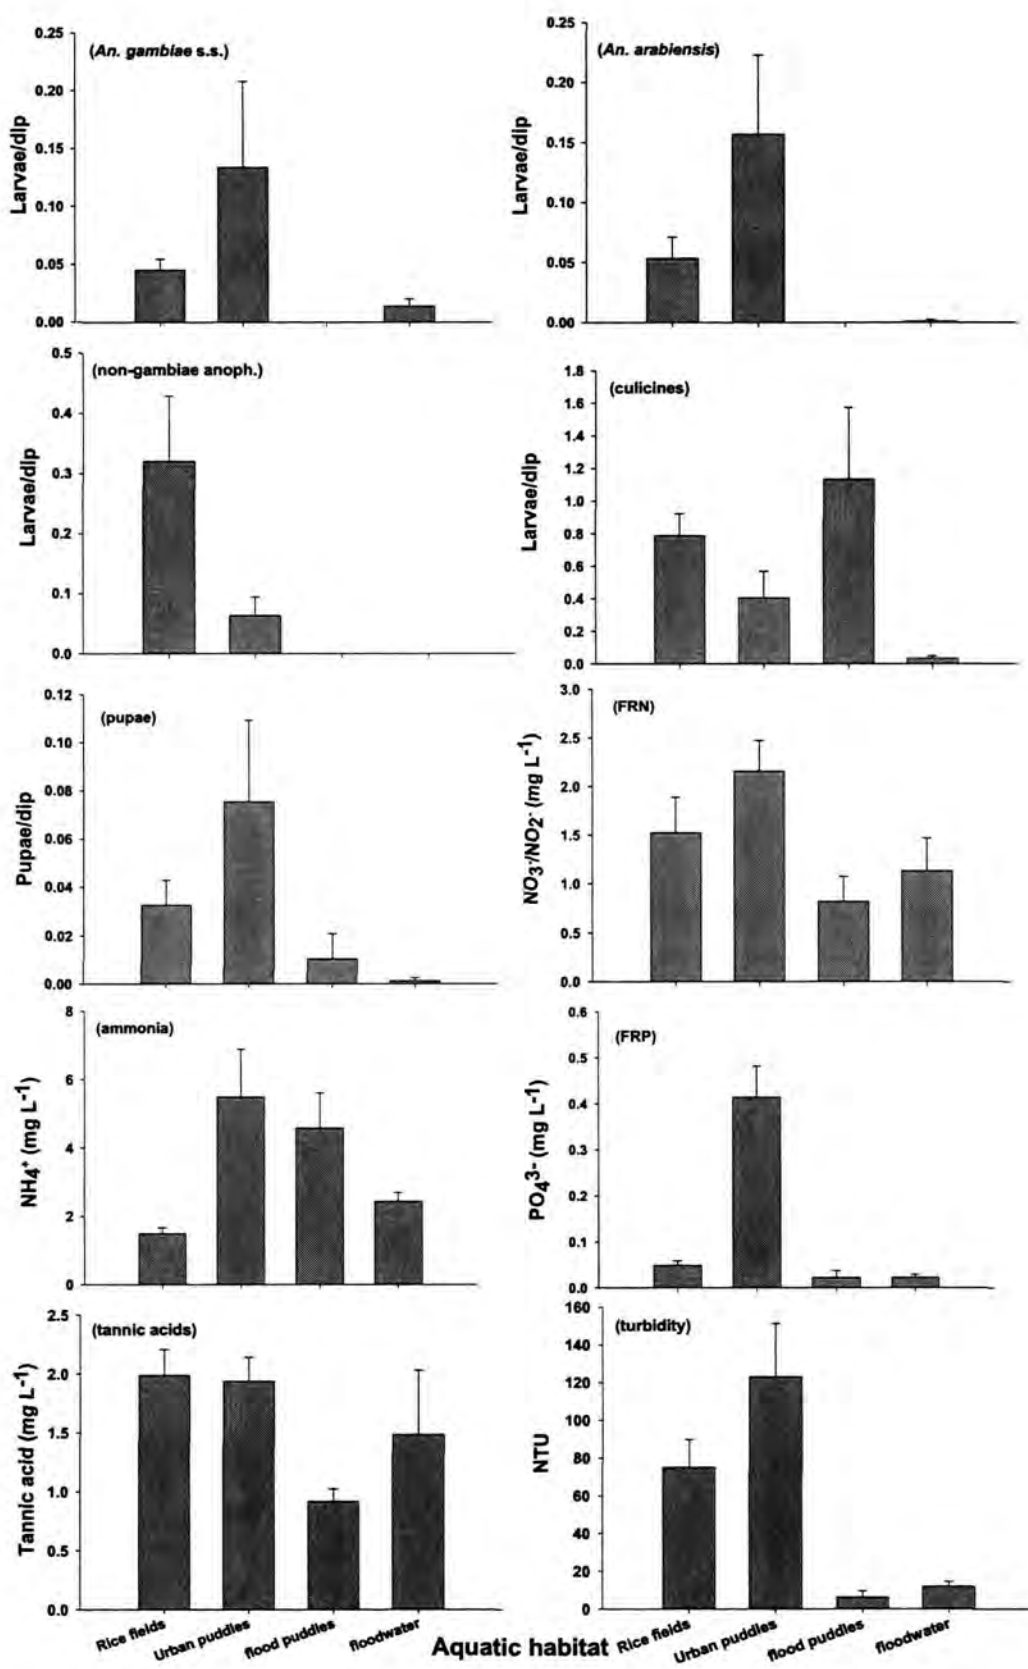 (An. gambiae s.s.)
Larvae/dip
0.25
0.20
0.15
0.10
0.05
0.00
(An. arabiensis)
Larvae/dip
0.25
0.20
0.15
0.10
0.05
0.00
(non-gambiae anoph.)
Larvae/dip
0.5
0.4
0.3
0.2
0.1
0.0
(culicines)
Larvae/dip
1.8
1.6
1.4
1.2
1.0
0.8
0.6
0.4
0.2
0.0
(pupae)
Pupae/dip
0.12
0.10
0.08
0.06
0.04
0.02
0.00
(FRN)
NO3-/NO2- (mg L-1)
3.0
2.5
2.0
1.5
1.0
0.5
0.0
(ammonia)
NH4+ (mg L-1)
8
6
4
2
0
(FRP)
PO43- (mg L-1)
0.6
0.5
0.4
0.3
0.2
0.1
0.0
(tannic acids)
Tannic acid (mg L-1)
2.5
2.0
1.5
1.0
0.5
0.0
(turbidity)
NTU
160
140
120
100
80
60
40
20
0
Rice fields
Urban puddles
flood puddles
floodwater
Aquatic habitat
Rice fields
Urban puddles
flood puddles
floodwater